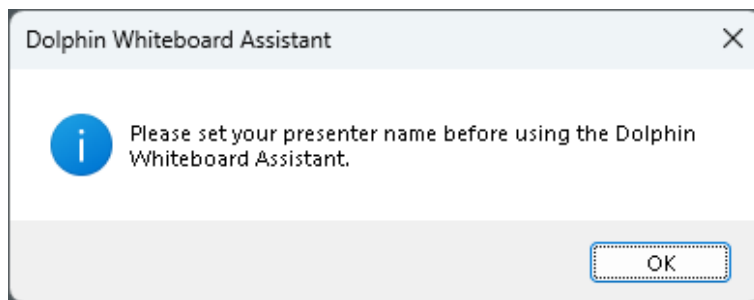 Dolphin Whiteboard Assistant
Please set your presenter name before using the Dolphin
Whiteboard Assistant.
OK